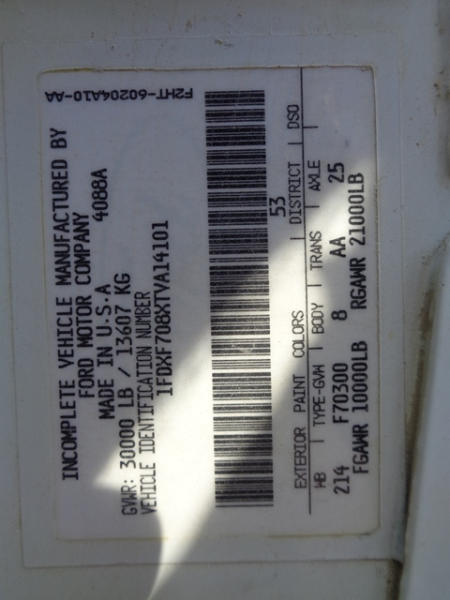 INCOMPLETE VEHICLE MANUFACTURED BY
FORD MOTOR COMPANY
MADE IN U.S.A 4088A
GVWR: 30000 LB / 13607 KG
VEHICLE IDENTIFICATION NUMBER
1FDXF708XTVA14101
F2HT-60204A10-AA
53
EXTERIOR PAINT COLORS DISTRICT DSO
WB TYPE-GVW BODY TRANS AXLE
214 F70300 8 AA 25
FGAWR 10000LB RGAWR 21000LB